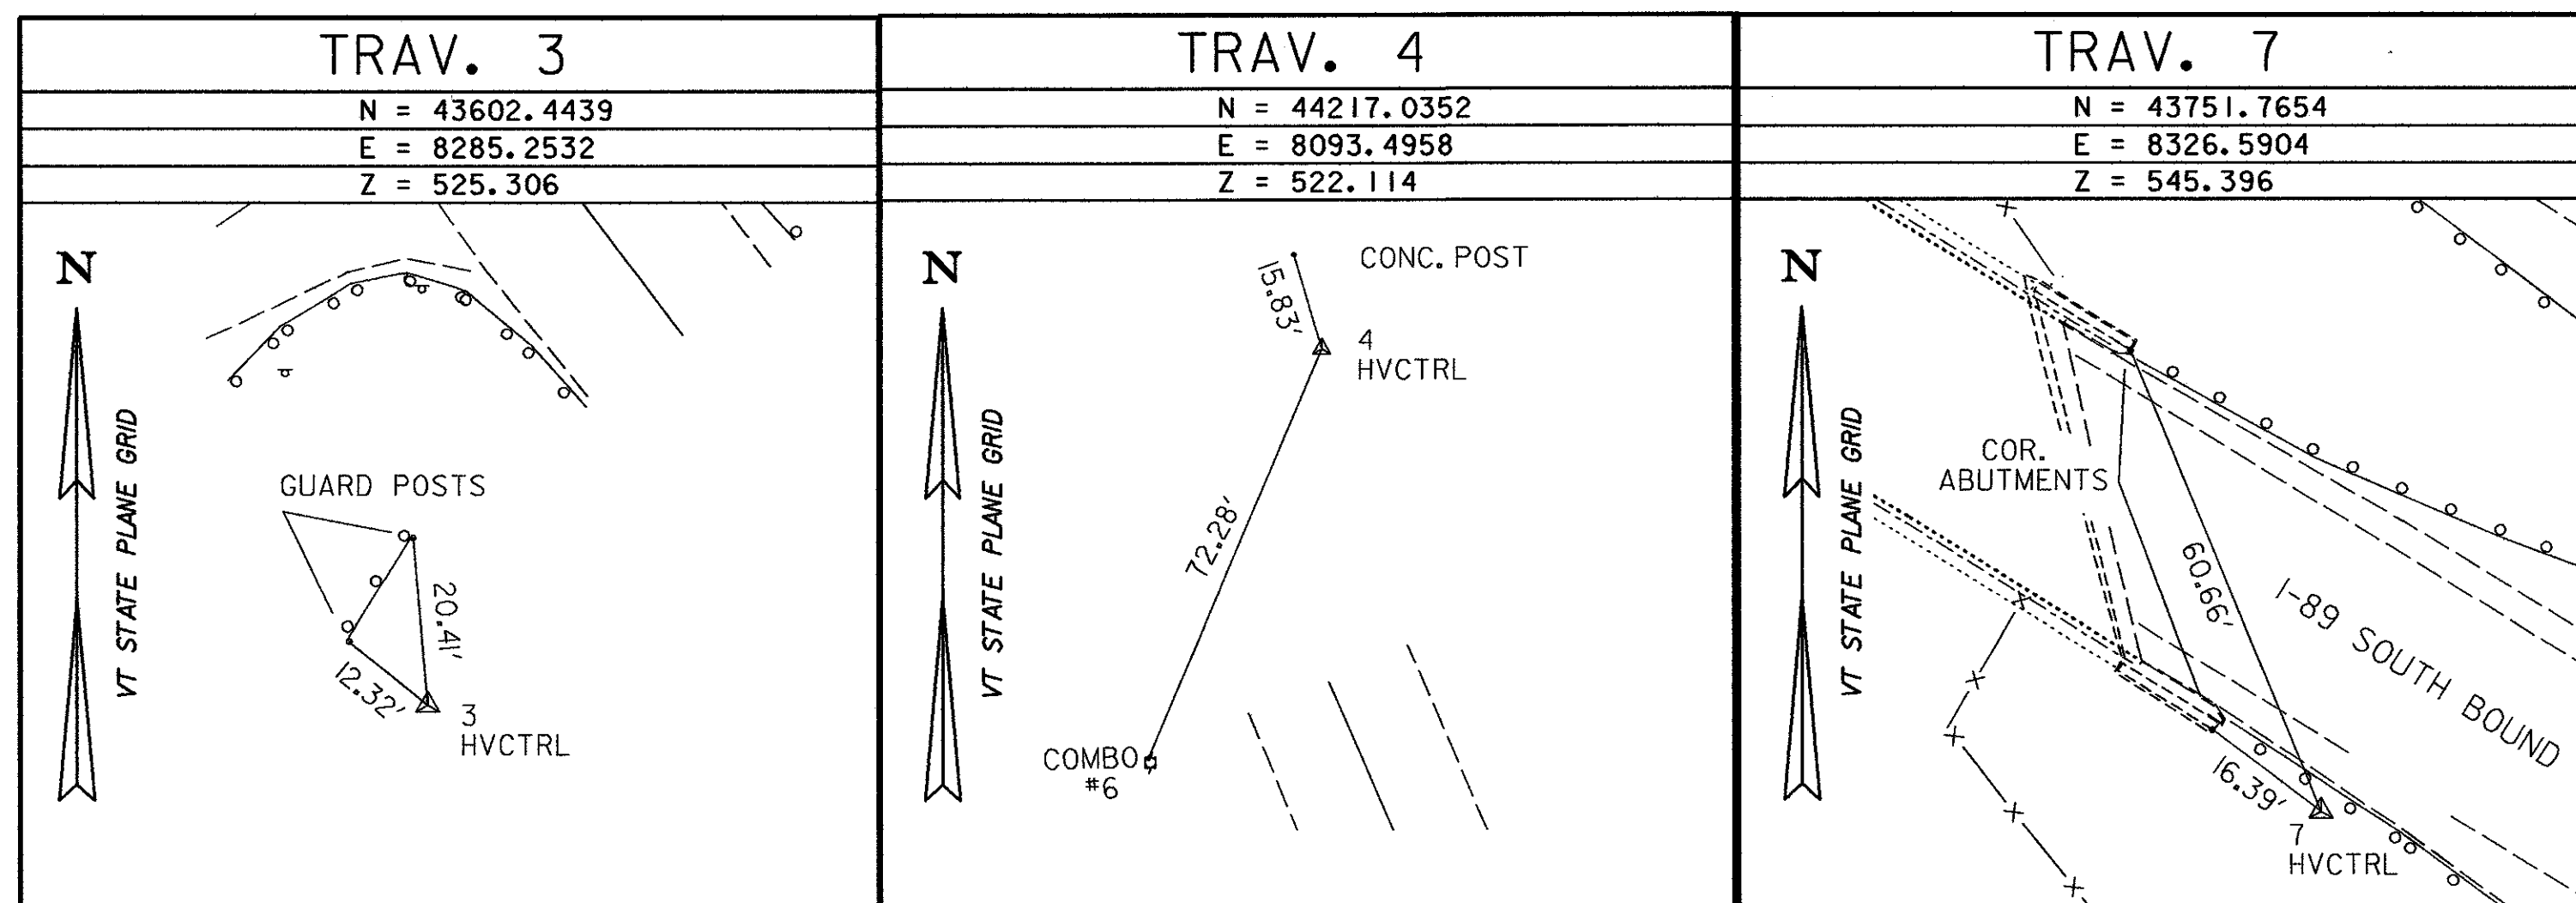 TRAV. 3
N = 43602.4439
E = 8285.2532
Z = 525.306
N
VT STATE PLANE GRID
GUARD POSTS
20.41'
12.32'
3
HVCTRL
TRAV. 4
N = 44217.0352
E = 8093.4958
Z = 522.114
N
VT STATE PLANE GRID
CONC. POST
15.83'
4
HVCTRL
72.28'
COMBO
#6
TRAV. 7
N = 43751.7654
E = 8326.5904
Z = 545.396
N
VT STATE PLANE GRID
COR.
ABUTMENTS
60.66'
I-89 SOUTH BOUND
16.39'
7
HVCTRL